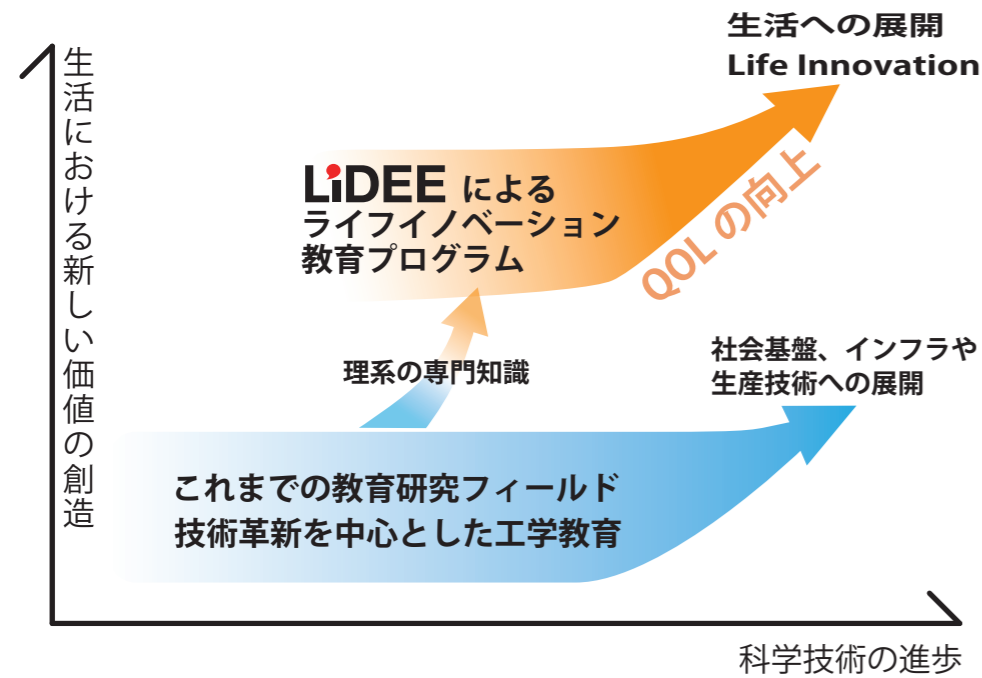 生活における新しい価値の創造
生活への展開
Life Innovation
LiDEE による
ライフイノベーション
教育プログラム
QOL の向上
理系の専門知識
社会基盤、インフラや
生産技術への展開
これまでの教育研究フィールド
技術革新を中心とした工学教育
科学技術の進歩